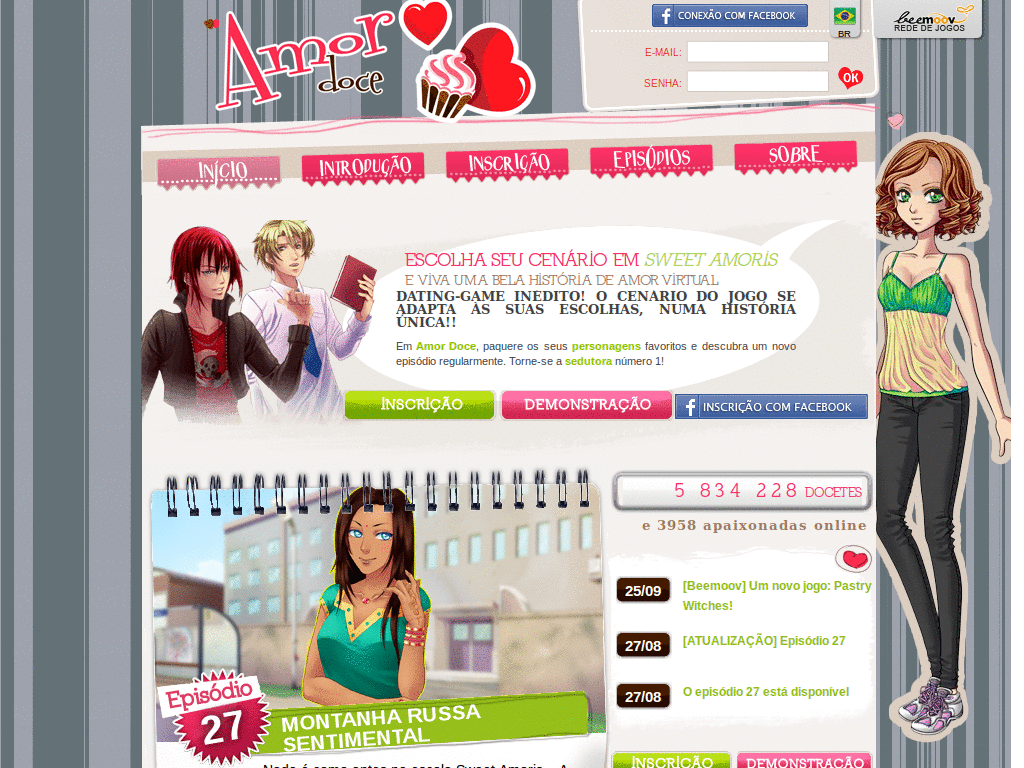 Amor
doce
CONEXÃO COM FACEBOOK
BR
beemoov
REDE DE JOGOS
E-MAIL:
SENHA:
OK
INÍCIO
INTRODUÇÃO
INSCRIÇÃO
EPISÓDIOS
SOBRE
ESCOLHA SEU CENÁRIO EM SWEET AMORIS
E VIVA UMA BELA HISTÓRIA DE AMOR VIRTUAL
DATING-GAME INEDITO! O CENARIO DO JOGO SE
ADAPTA AS SUAS ESCOLHAS, NUMA HISTÓRIA
ÚNICA!!
Em Amor Doce, paquere os seus personagens favoritos e descubra um novo
episódio regularmente. Torne-se a sedutora número 1!
INSCRIÇÃO
DEMONSTRAÇÃO
INSCRIÇÃO COM FACEBOOK
5 834 228 DOCETES
e 3958 apaixonadas online
25/09
[Beemoov] Um novo jogo: Pastry
Witches!
27/08
[ATUALIZAÇÃO] Episódio 27
27/08
O episódio 27 está disponível
Episódio
27
MONTANHA RUSSA
SENTIMENTAL
Nada é como antes na escola Sweet Amoris... A
INSCRIÇÃO
DEMONSTRAÇÃO